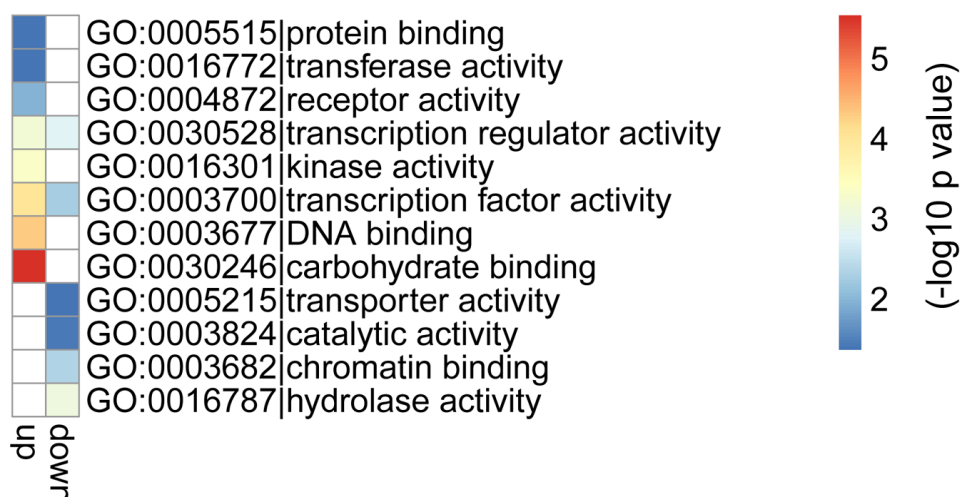 GO:0005515|protein binding
GO:0016772|transferase activity
GO:0004872|receptor activity
GO:0030528|transcription regulator activity
GO:0016301|kinase activity
GO:0003700|transcription factor activity
GO:0003677|DNA binding
GO:0030246|carbohydrate binding
GO:0005215|transporter activity
GO:0003824|catalytic activity
GO:0003682|chromatin binding
GO:0016787|hydrolase activity
up
down
5
4
3
2
(-log10 p value)